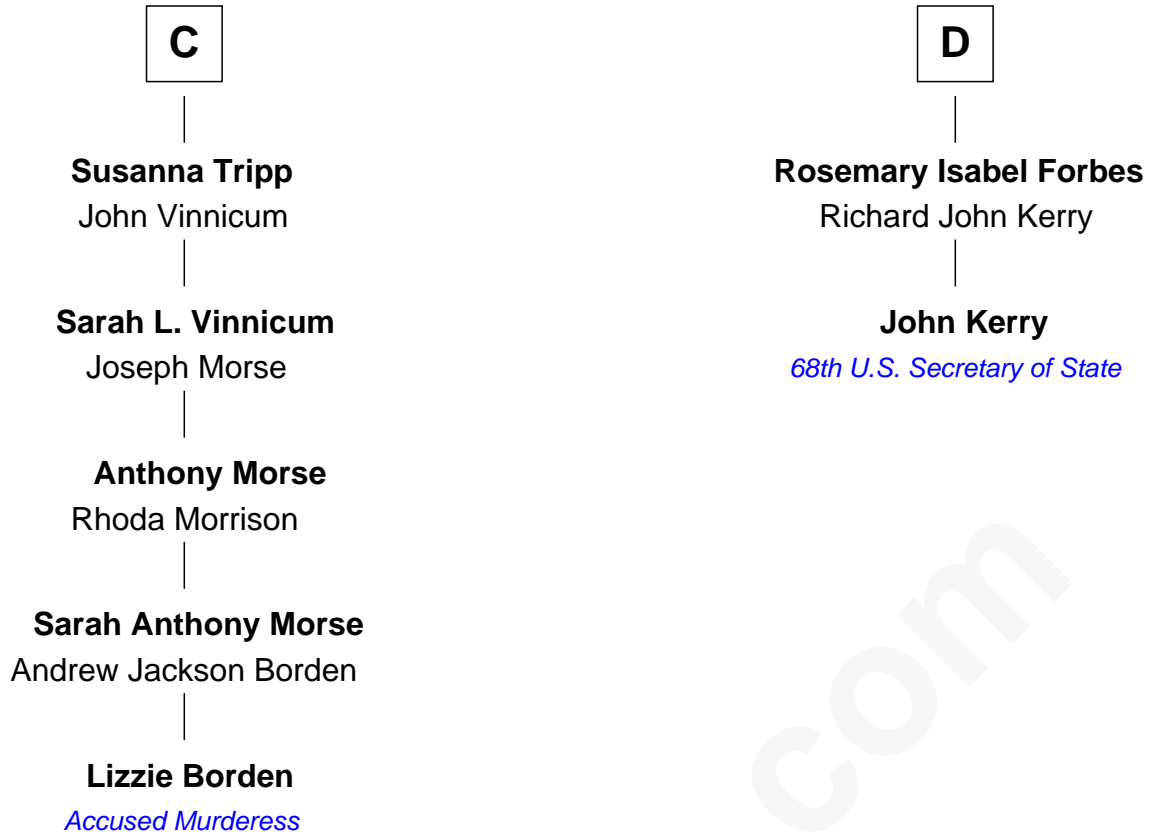 C
Susanna Tripp
John Vinnicum
Sarah L. Vinnicum
Joseph Morse
Anthony Morse
Rhoda Morrison
Sarah Anthony Morse
Andrew Jackson Borden
Lizzie Borden
Accused Murderess
D
Rosemary Isabel Forbes
Richard John Kerry
John Kerry
68th U.S. Secretary of State
com